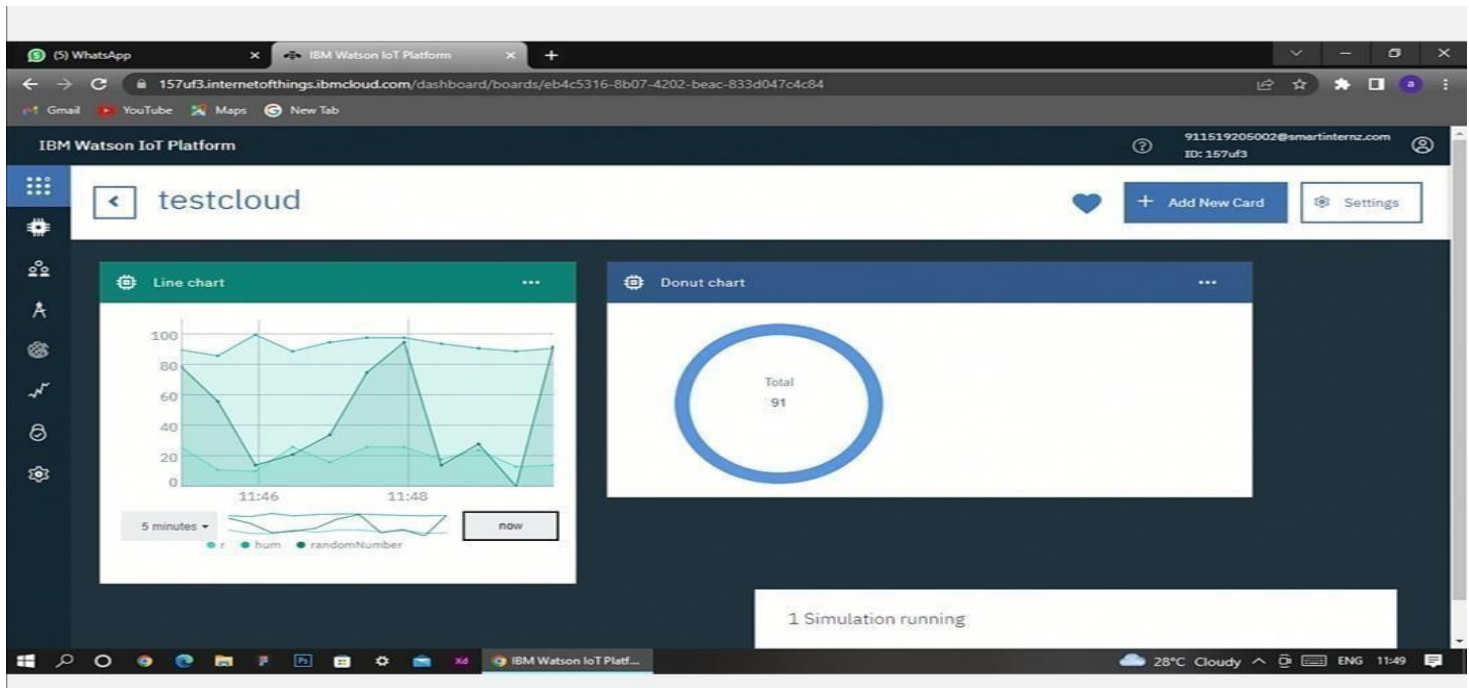 (5) WhatsApp
IBM Watson IoT Platform
157uf3.internetofthings.ibmcloud.com/dashboard/boards/eb4c5316-8b07-4202-beac-833d047c4c84
a
Gmail YouTube Maps New Tab
IBM Watson IoT Platform
911519205002@smartinternz.com
ID: 157uf3
testcloud
+ Add New Card
Settings
Line chart
100
80
60
40
20
0
11:46 11:48
5 minutes
now
r hum randomNumber
Donut chart
Total
91
1 Simulation running
F Ps Xd IBM Watson IoT Platf... 28°C Cloudy ENG 11:49